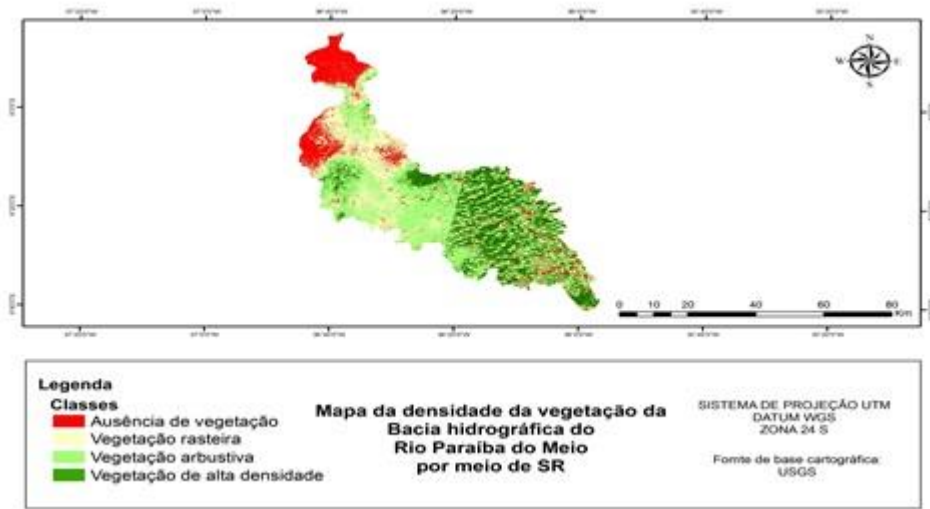 N
W E
S
0 10 20 40 60 80
Km
Legenda
Classes
Ausência de vegetação
Vegetação rasteira
Vegetação arbustiva
Vegetação de alta densidade
Mapa da densidade da vegetação da
Bacia hidrográfica do
Rio Paraíba do Meio
por meio de SR
SISTEMA DE PROJEÇÃO UTM
DATUM WGS
ZONA 24 S
Fomte de base cartográfica:
USGS